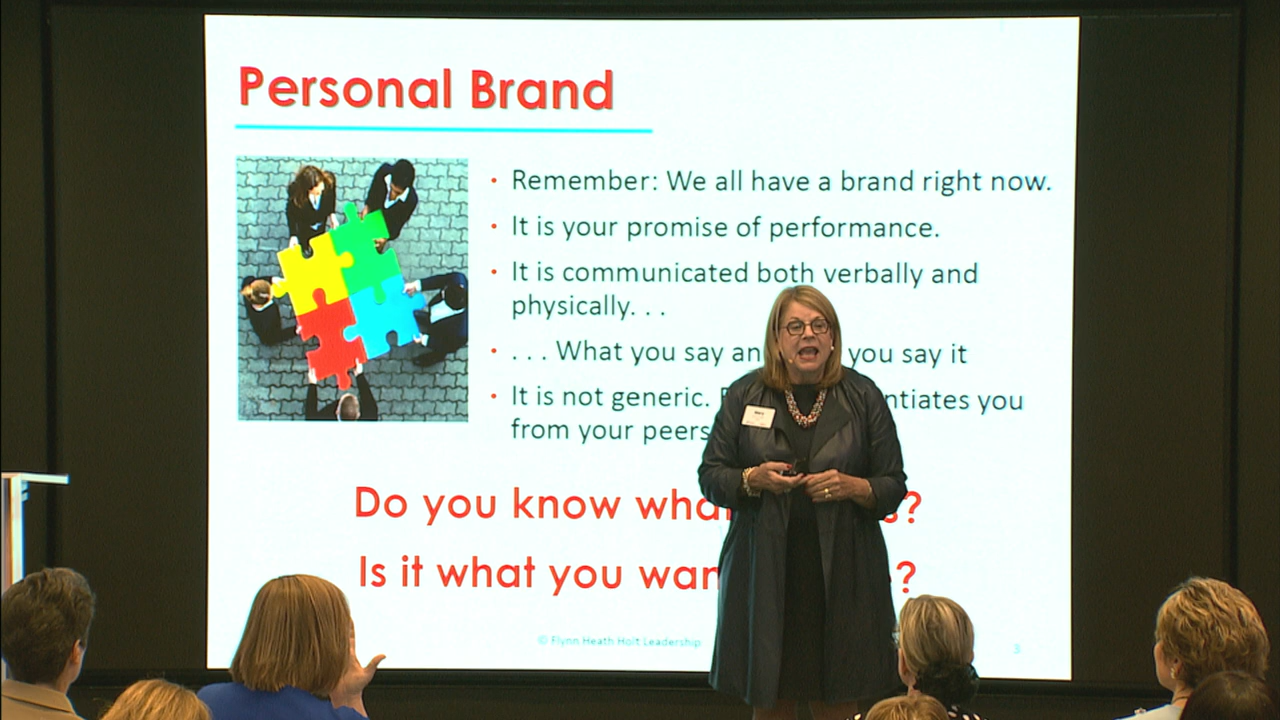 Personal Brand
• Remember: We all have a brand right now.
• It is your promise of performance.
• It is communicated both verbally and
physically. . .
• . . . What you say an you say it
• It is not generic. ntiates you
from your peers
Do you know wha s?
Is it what you wan ?
© Flynn Heath Holt Leadership
3